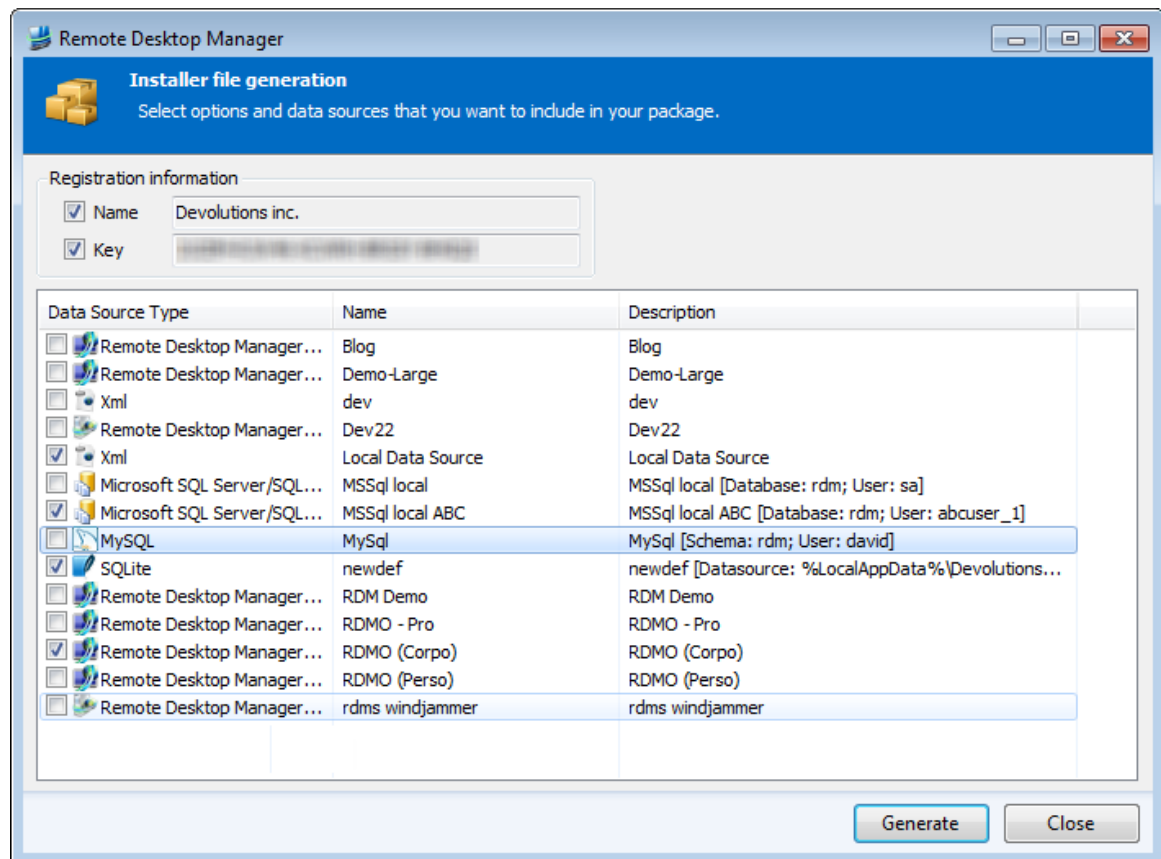 Remote Desktop Manager
Installer file generation
Select options and data sources that you want to include in your package.
Registration information
Name Devolutions inc.
Key
Data Source Type Name Description
Remote Desktop Manager... Blog Blog
Remote Desktop Manager... Demo-Large Demo-Large
Xml dev dev
Remote Desktop Manager... Dev22 Dev22
Xml Local Data Source Local Data Source
Microsoft SQL Server/SQL... MSSql local MSSql local [Database: rdm; User: sa]
Microsoft SQL Server/SQL... MSSql local ABC MSSql local ABC [Database: rdm; User: abcuser_1]
MySQL MySql MySql [Schema: rdm; User: david]
SQLite newdef newdef [Datasource: %LocalAppData%\Devolutions...
Remote Desktop Manager... RDM Demo RDM Demo
Remote Desktop Manager... RDMO - Pro RDMO - Pro
Remote Desktop Manager... RDMO (Corpo) RDMO (Corpo)
Remote Desktop Manager... RDMO (Perso) RDMO (Perso)
Remote Desktop Manager... rdms windjammer rdms windjammer
Generate Close